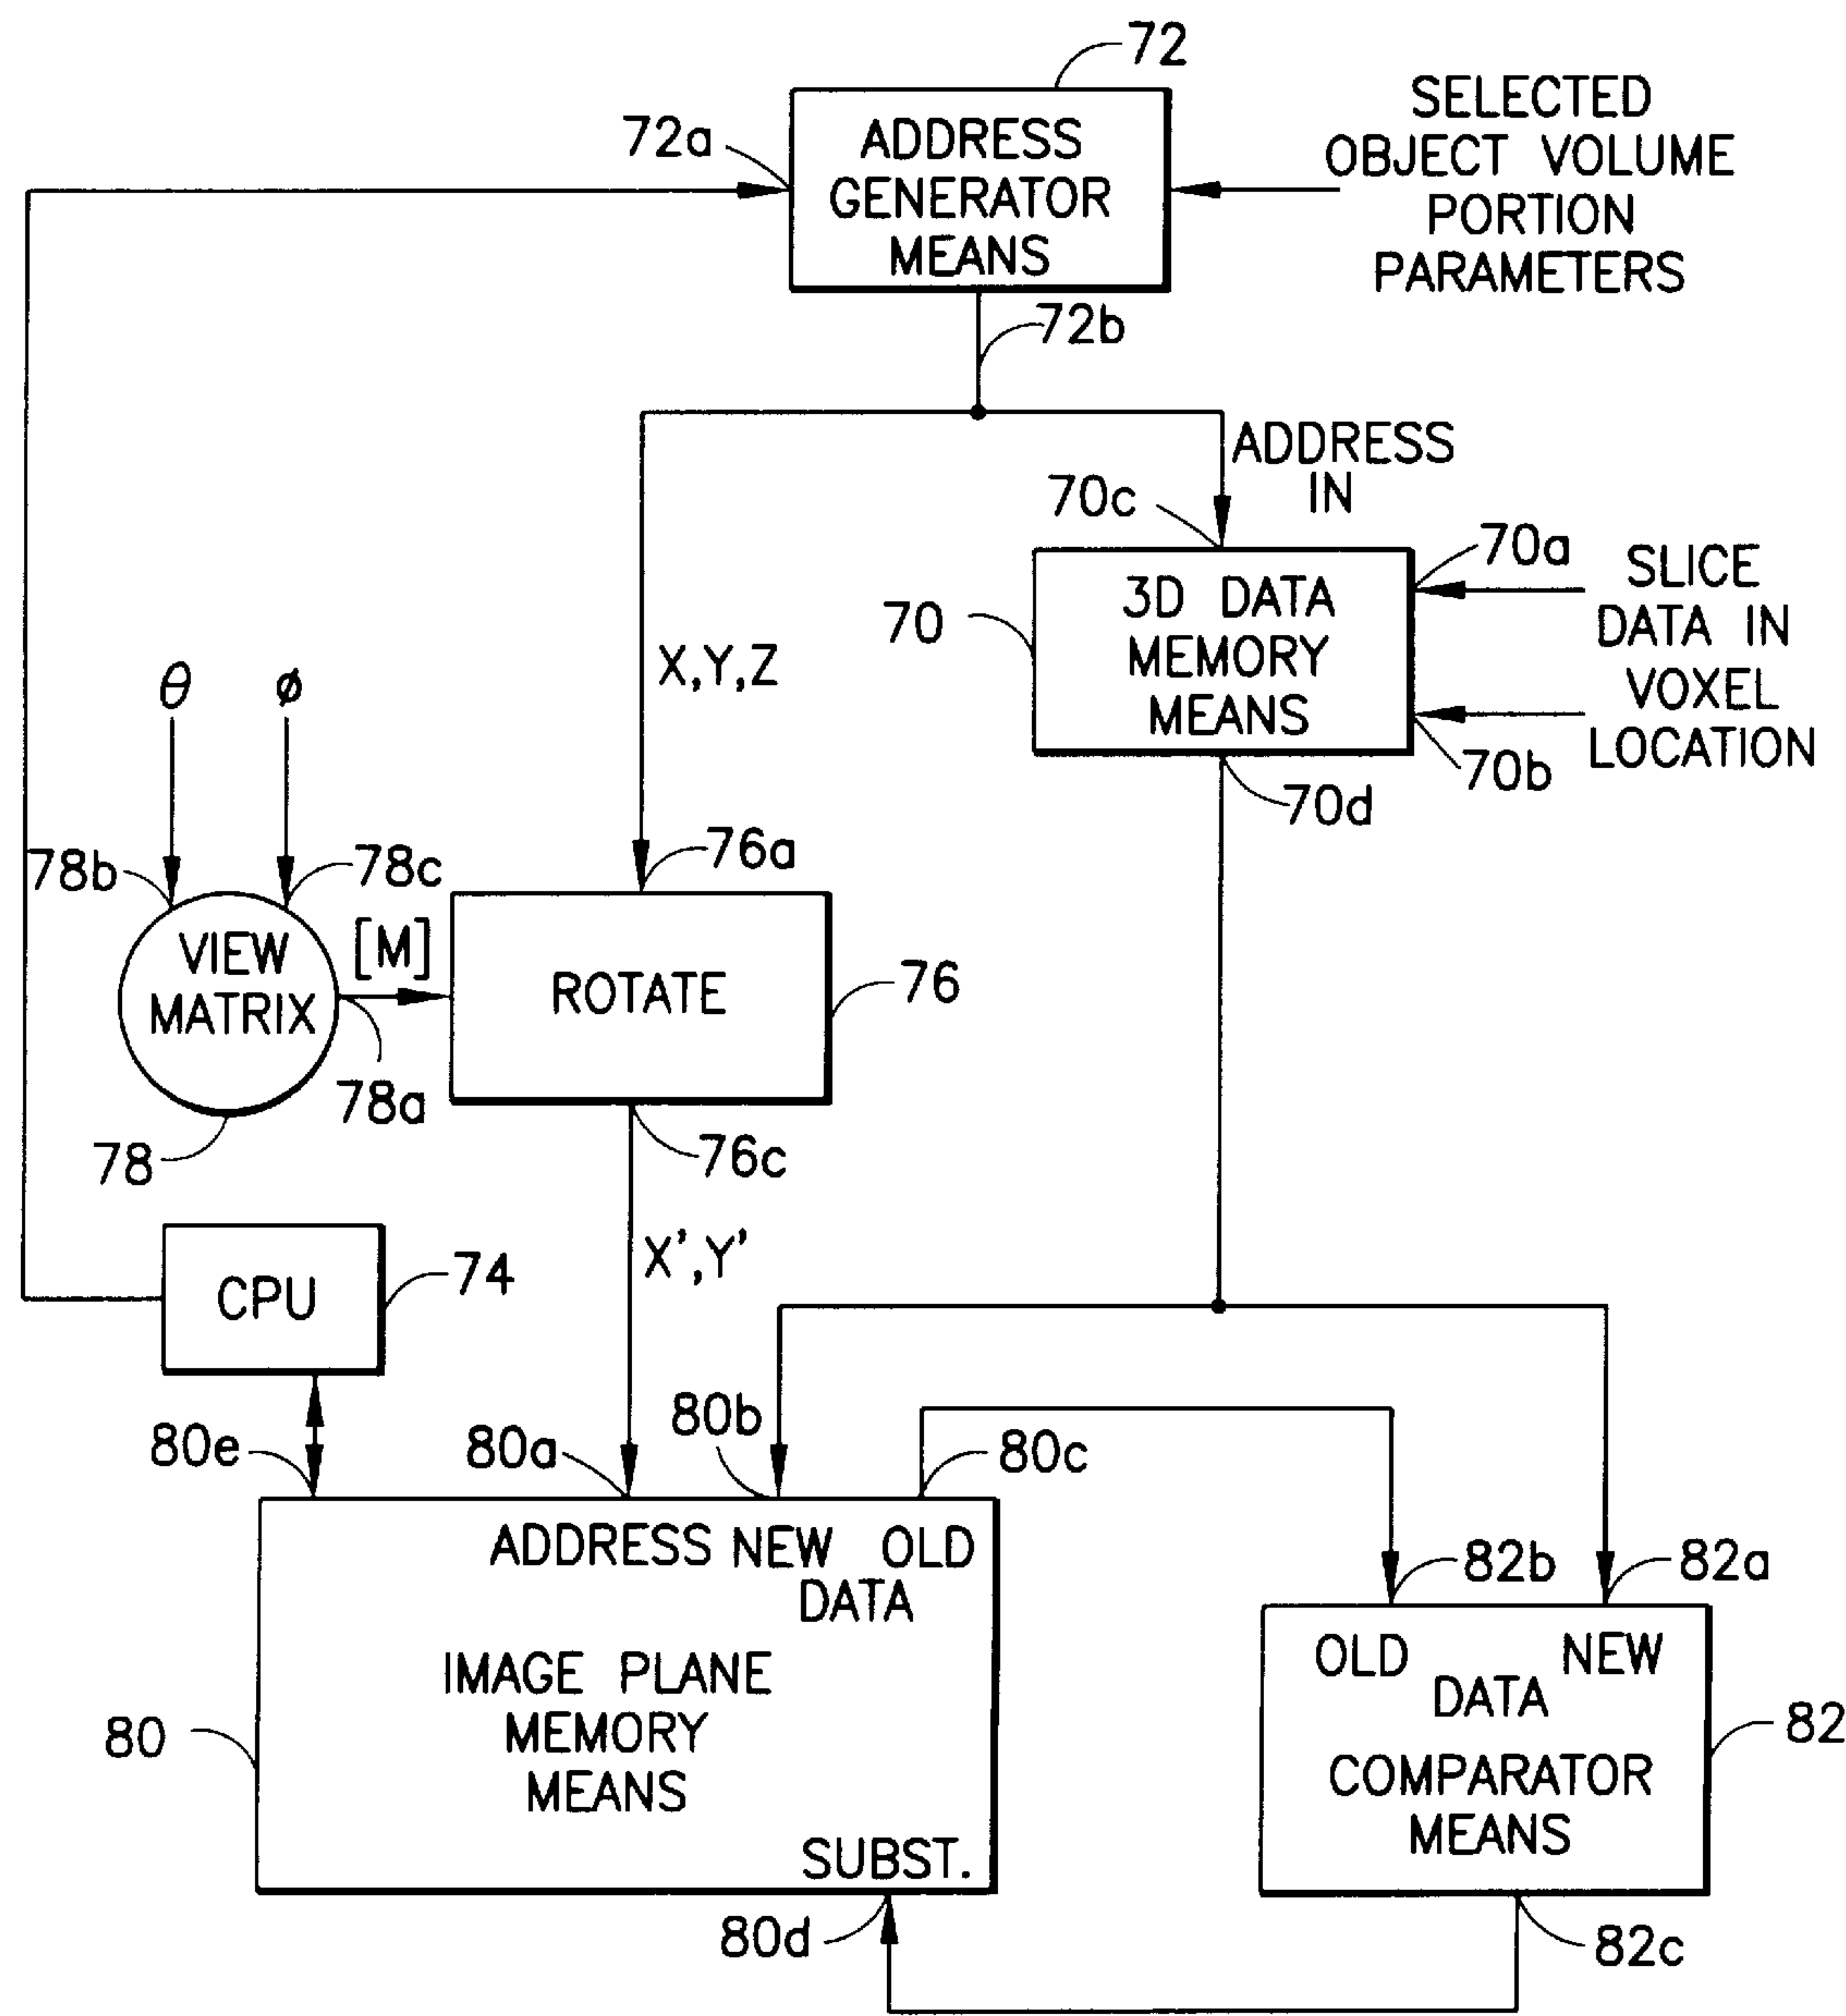 72
72a
ADDRESS
GENERATOR
MEANS
SELECTED
OBJECT VOLUME
PORTION
PARAMETERS
72b
ADDRESS
IN
70c
70a
70
3D DATA
MEMORY
MEANS
SLICE
DATA IN
VOXEL
LOCATION
70b
70d
X,Y,Z
θ
ϕ
78b
78c
76a
VIEW
MATRIX
[M]
ROTATE
76
78a
78
76c
CPU
74
X',Y'
80e
80a
80b
80c
82b
82a
ADDRESS NEW OLD
DATA
IMAGE PLANE
MEMORY
MEANS
SUBST.
80
OLD NEW
DATA
COMPARATOR
MEANS
82
80d
82c